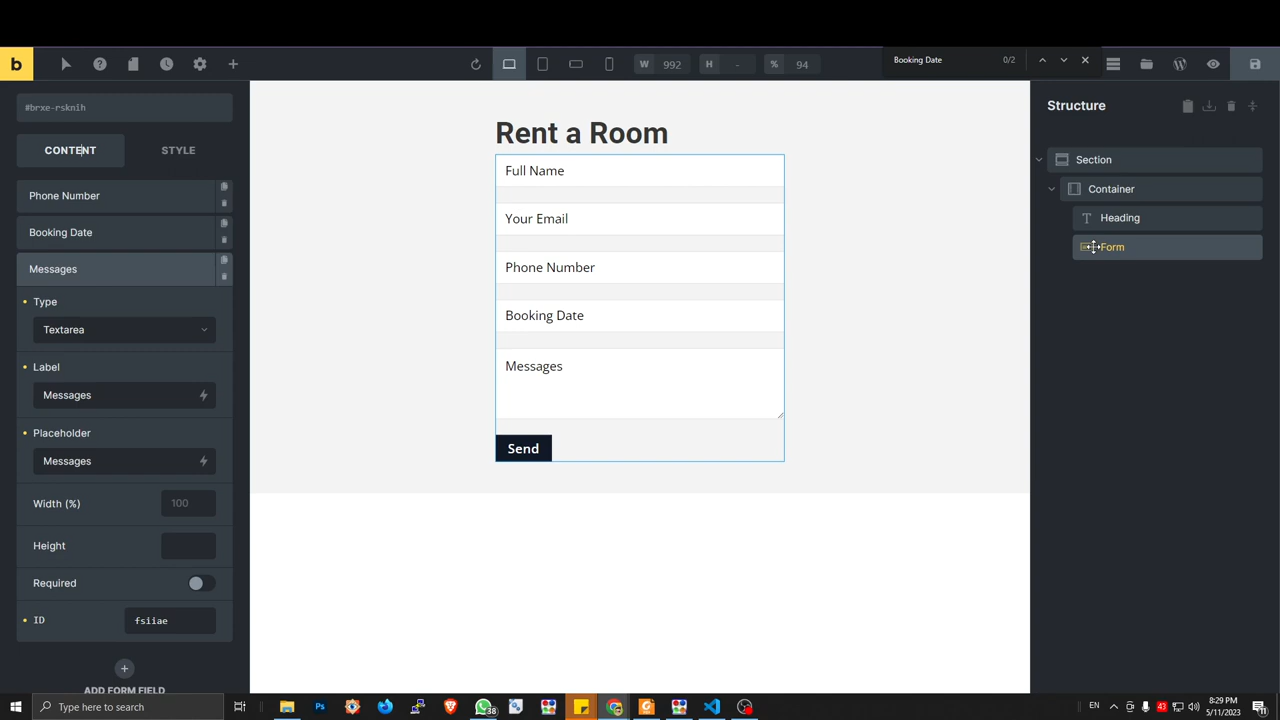 b
W 992
H -
% 94
Booking Date 0/2
#brxe-rsknih
CONTENT
STYLE
Phone Number
Booking Date
Messages
Type
Textarea
Label
Messages
Placeholder
Messages
Width (%) 100
Height
Required
ID fsiiae
ADD FORM FIELD
Rent a Room
Full Name
Your Email
Phone Number
Booking Date
Messages
Send
Structure
Section
Container
Heading
Form
Type here to search
Ps
38
EN
43
8:29 PM
5/11/2023